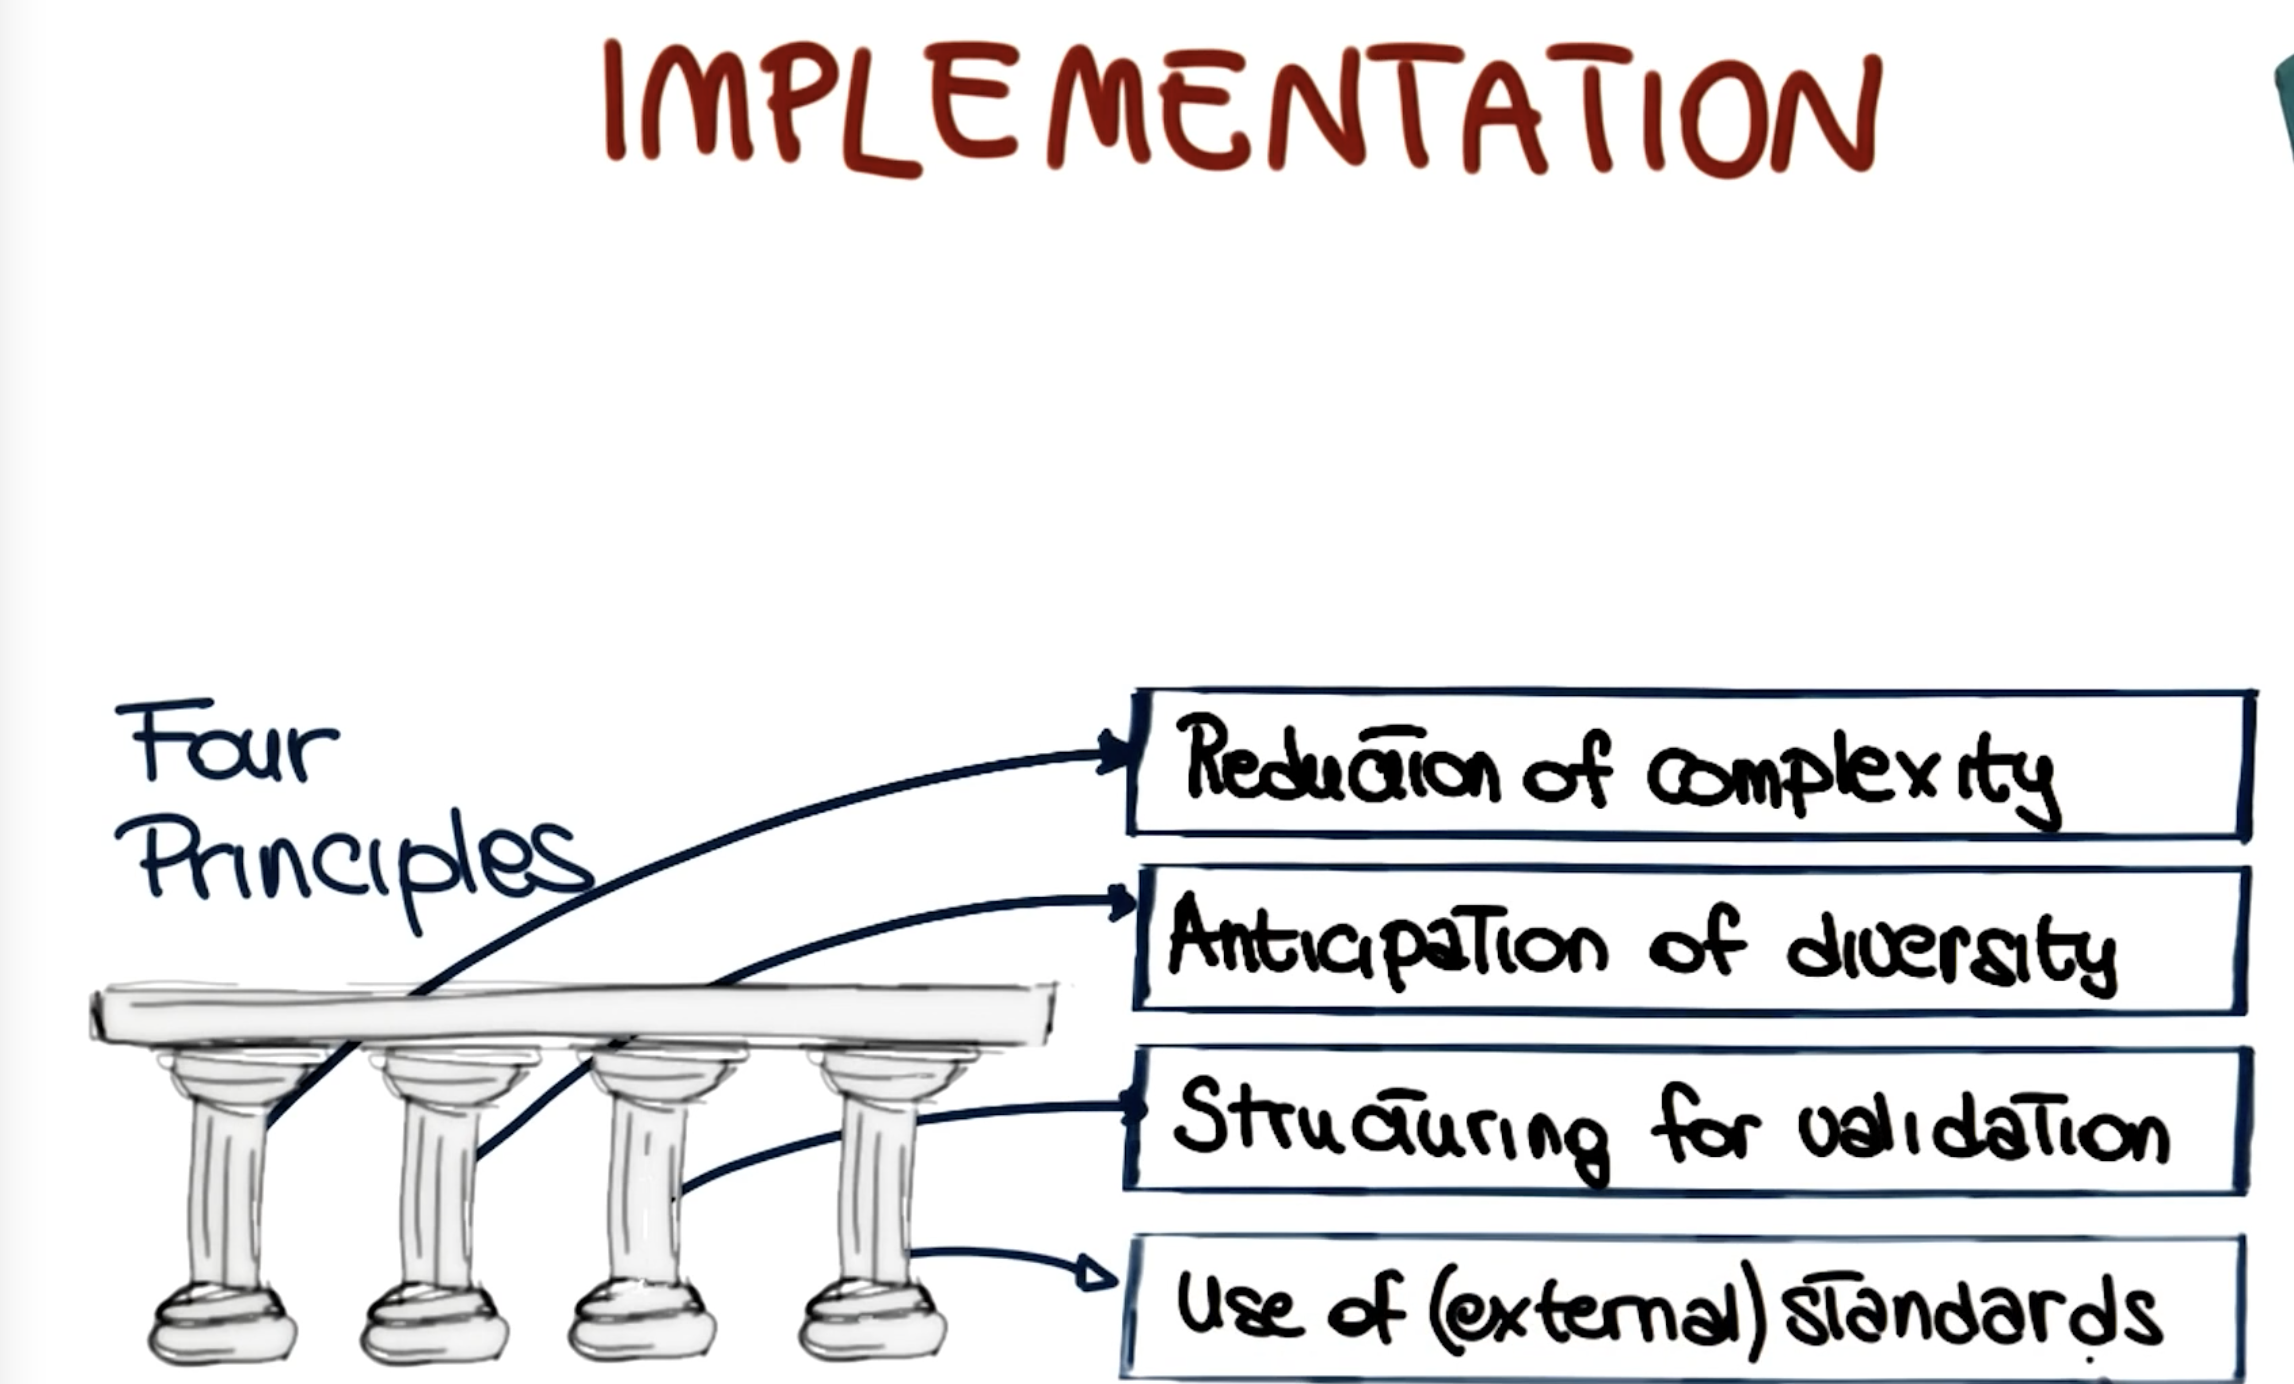 IMPLEMENTATION
Four
Principles
Reduction of complexity
Anticipation of diversity
Structuring for validation
Use of (external) standards